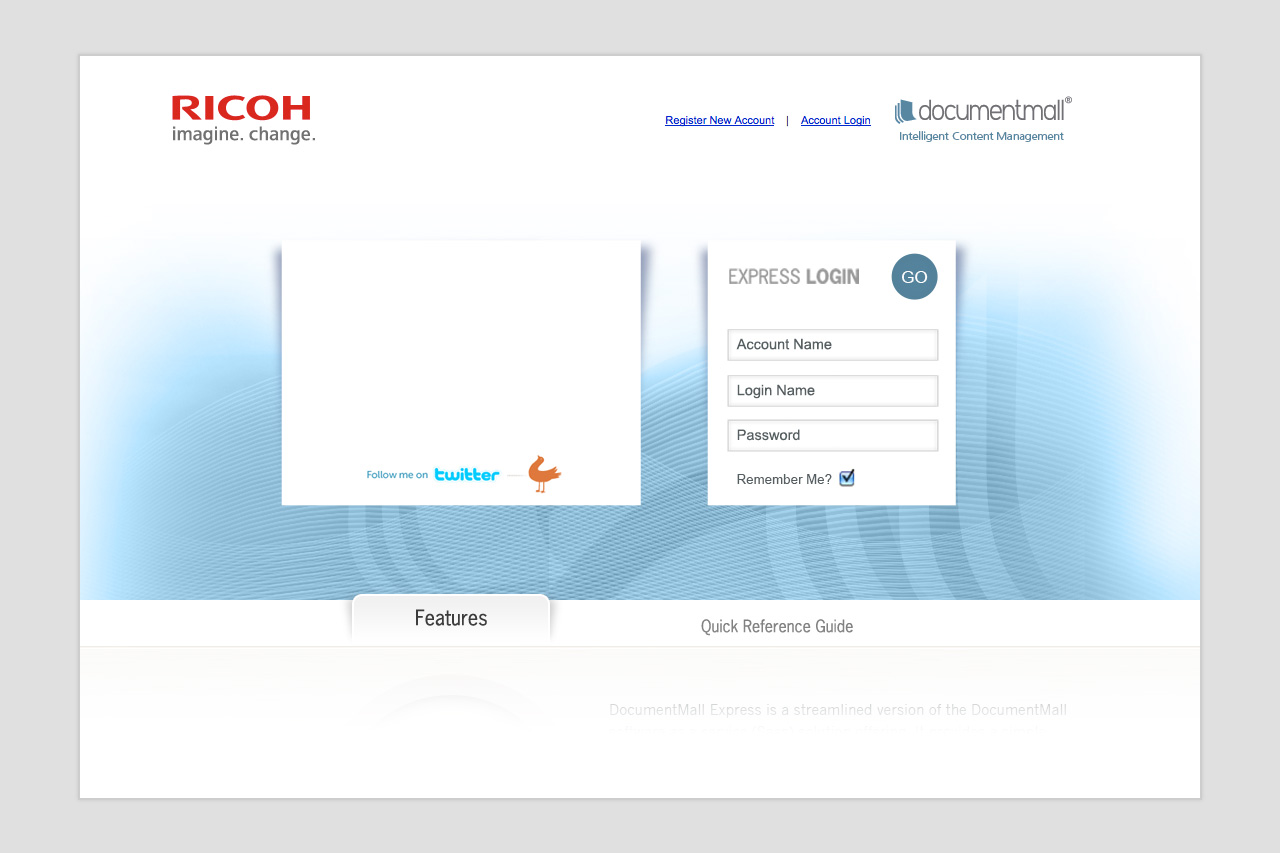 RICOH
imagine. change.
Register New Account | Account Login
documentmall®
Intelligent Content Management
EXPRESS LOGIN
GO
Account Name
Login Name
Password
Remember Me?
Follow me on twitter
Features
Quick Reference Guide
DocumentMall Express is a streamlined version of the DocumentMall